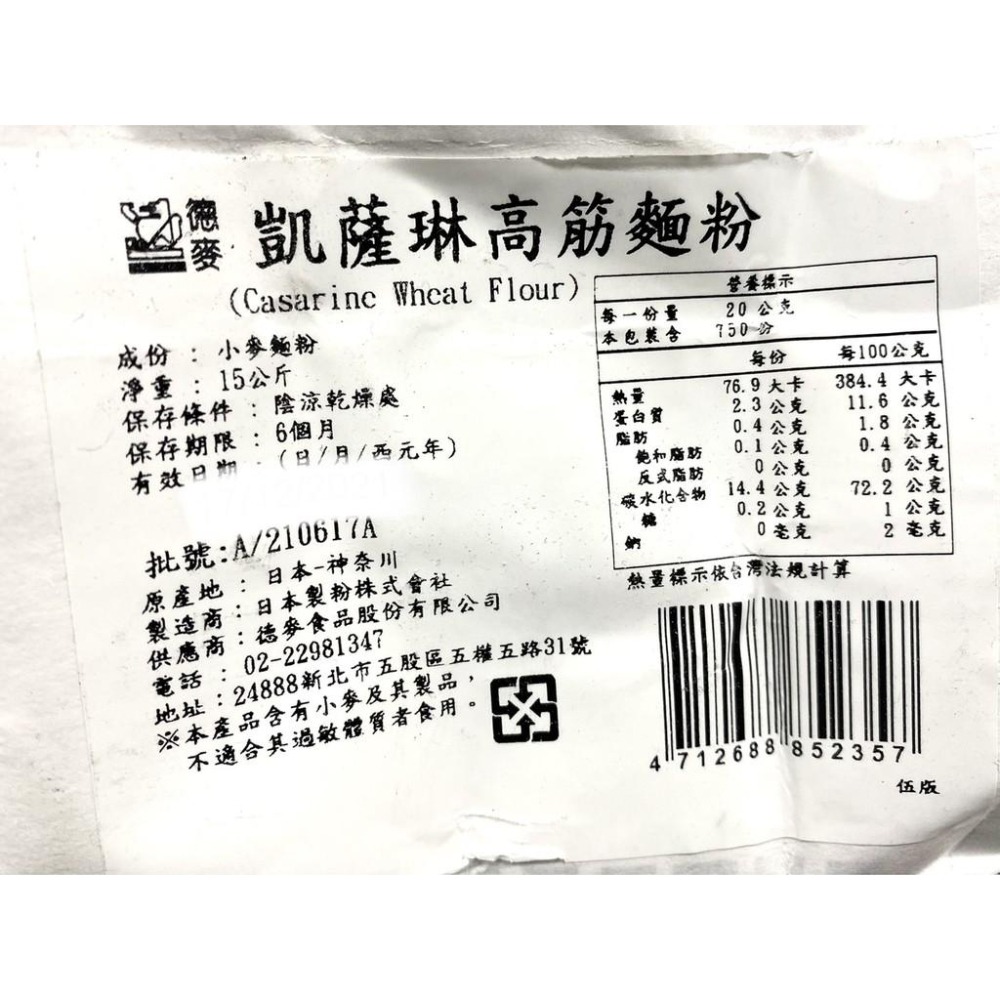 德麥
凱薩琳高筋麵粉
(Casarine Wheat Flour)
成份：小麥麵粉
淨重：15公斤
保存條件：陰涼乾燥處
保存期限：6個月
有效日期：(日/月/西元年)
批號:A/210617A
原產地：日本-神奈川
製造商：日本製粉株式會社
供應商：德麥食品股份有限公司
電話：02-22981347
地址：24888新北市五股區五權五路31號
※本產品含有小麥及其製品，
不適合其過敏體質者食用。
營養標示
每一份量 20 公克
本包裝含 750 份
每份 每100公克
熱量 76.9 大卡 384.4 大卡
蛋白質 2.3 公克 11.6 公克
脂肪 0.4 公克 1.8 公克
飽和脂肪 0.1 公克 0.4 公克
反式脂肪 0 公克 0 公克
碳水化合物 14.4 公克 72.2 公克
糖 0.2 公克 1 公克
鈉 0 毫克 2 毫克
熱量標示依台灣法規計算
4 712688 852357
伍版